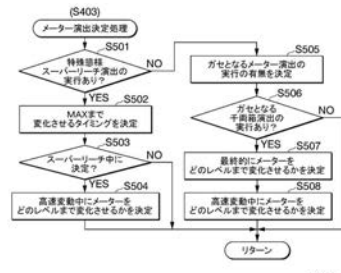 (S403)
メーター演出決定処理
S501
特殊態様
スーパーリーチ演出の
実行あり?
NO
YES
S502
MAXまで
変化させるタイミングを決定
S503
スーパーリーチ中に
決定?
NO
YES
S504
高速変動中にメーターを
どのレベルまで変化させるかを決定
S505
ガセとなるメーター演出の
実行の有無を決定
S506
ガセとなる
千両箱演出の
実行あり?
NO
YES
S507
最終的にメーターを
どのレベルまで変化させるかを決定
S508
高速変動中にメーターを
どのレベルまで変化させるかを決定
リターン